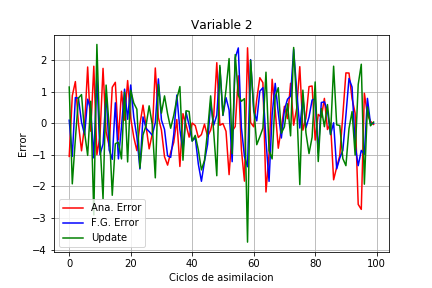 Variable 2
Error
2
1
0
−1
−2
−3
−4
Ana. Error
F.G. Error
Update
0
20
40
60
80
100
Ciclos de asimilacion